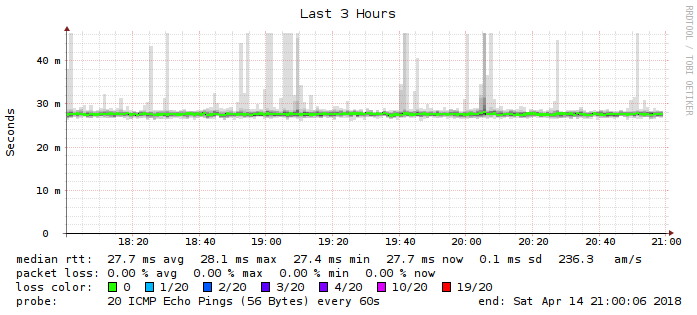 Last 3 Hours
RRDTOOL / TOBI OETIKER
Seconds
40 m
30 m
20 m
10 m
0
18:20 18:40 19:00 19:20 19:40 20:00 20:20 20:40 21:00
median rtt: 27.7 ms avg 28.1 ms max 27.4 ms min 27.7 ms now 0.1 ms sd 236.3 am/s
packet loss: 0.00 % avg 0.00 % max 0.00 % min 0.00 % now
loss color: 0 1/20 2/20 3/20 4/20 10/20 19/20
probe: 20 ICMP Echo Pings (56 Bytes) every 60s end: Sat Apr 14 21:00:06 2018